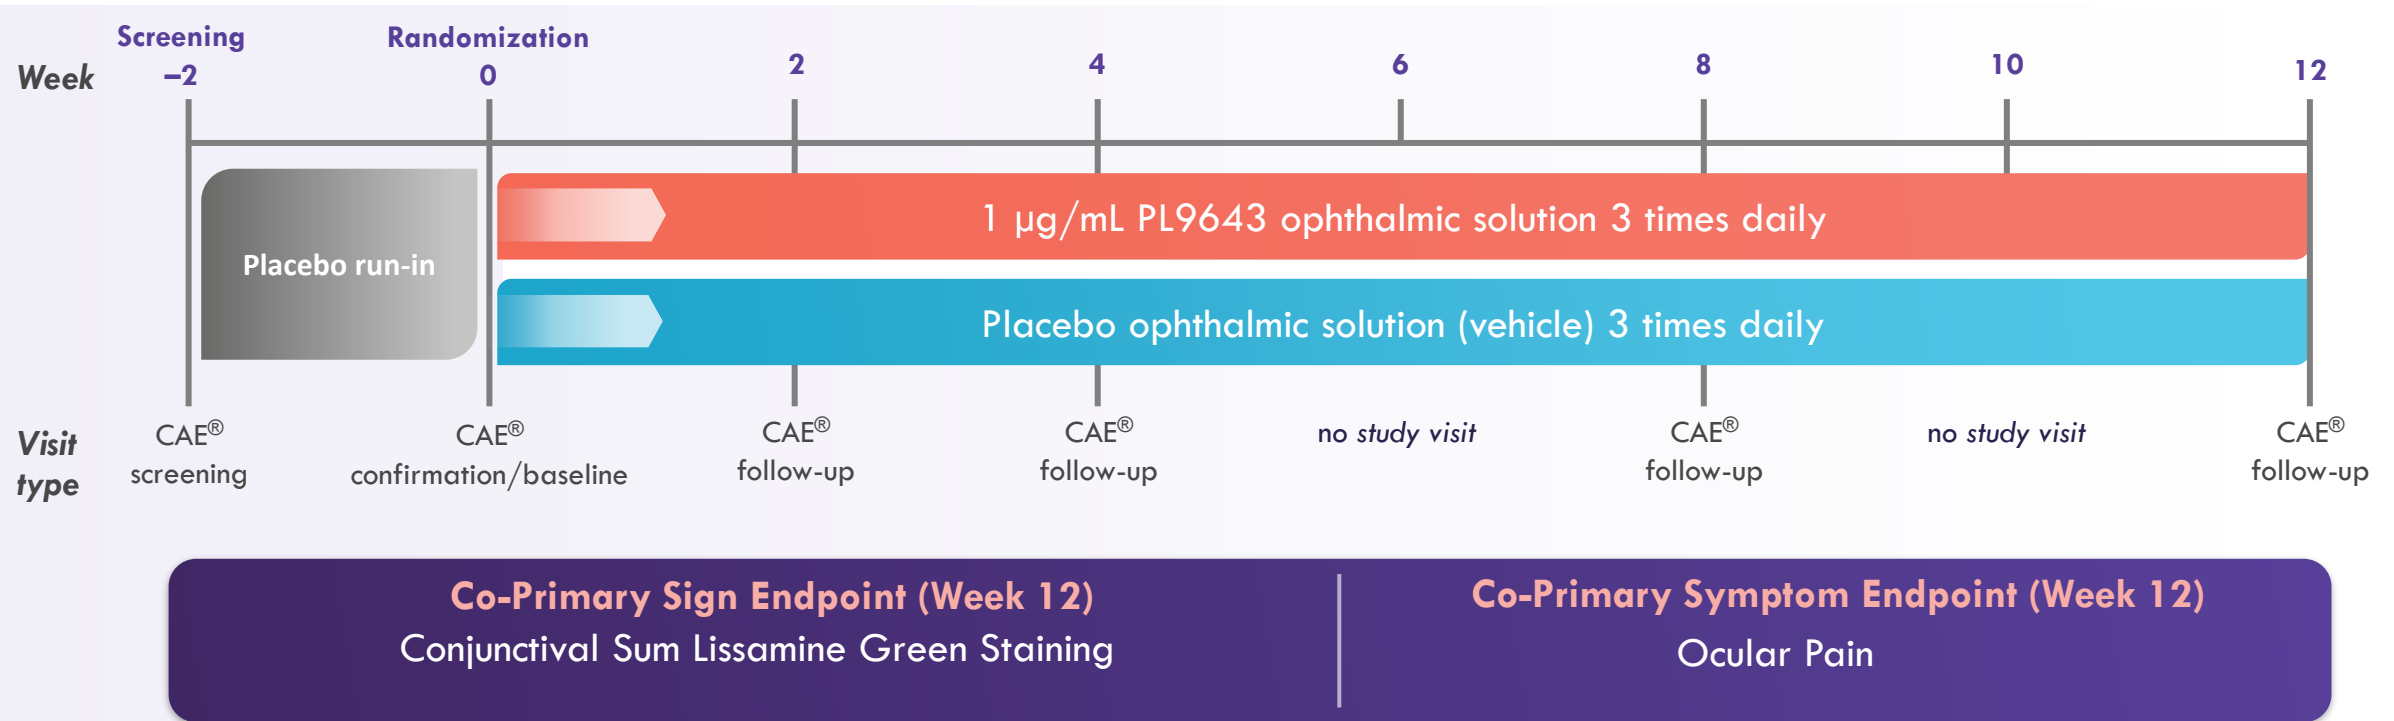 Screening
Randomization
Week
–2
0
2
4
6
8
10
12
Placebo run-in
1 μg/mL PL9643 ophthalmic solution 3 times daily
Placebo ophthalmic solution (vehicle) 3 times daily
Visit
type
CAE®
screening
CAE®
confirmation/baseline
CAE®
follow-up
CAE®
follow-up
no study visit
CAE®
follow-up
no study visit
CAE®
follow-up
Co-Primary Sign Endpoint (Week 12)
Conjunctival Sum Lissamine Green Staining
Co-Primary Symptom Endpoint (Week 12)
Ocular Pain